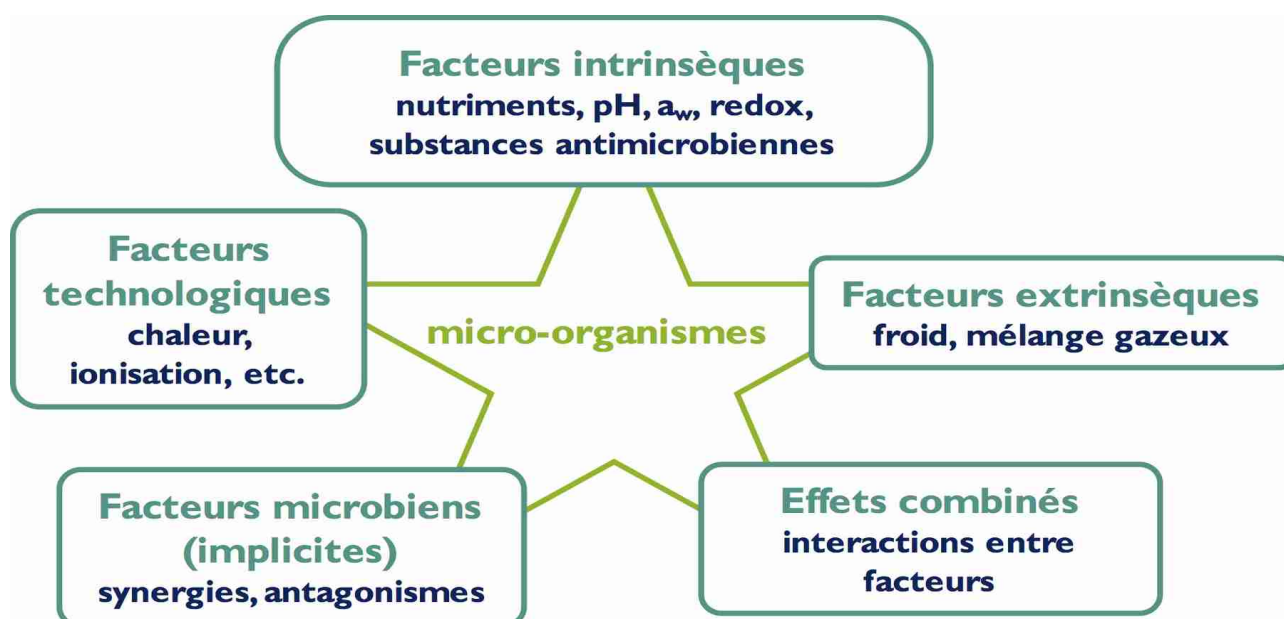 Facteurs intrinsèques
nutriments, pH, aw, redox,
substances antimicrobiennes
Facteurs
technologiques
chaleur,
ionisation, etc.
Facteurs extrinsèques
froid, mélange gazeux
micro-organismes
Facteurs microbiens
(implicites)
synergies, antagonismes
Effets combinés
interactions entre
facteurs